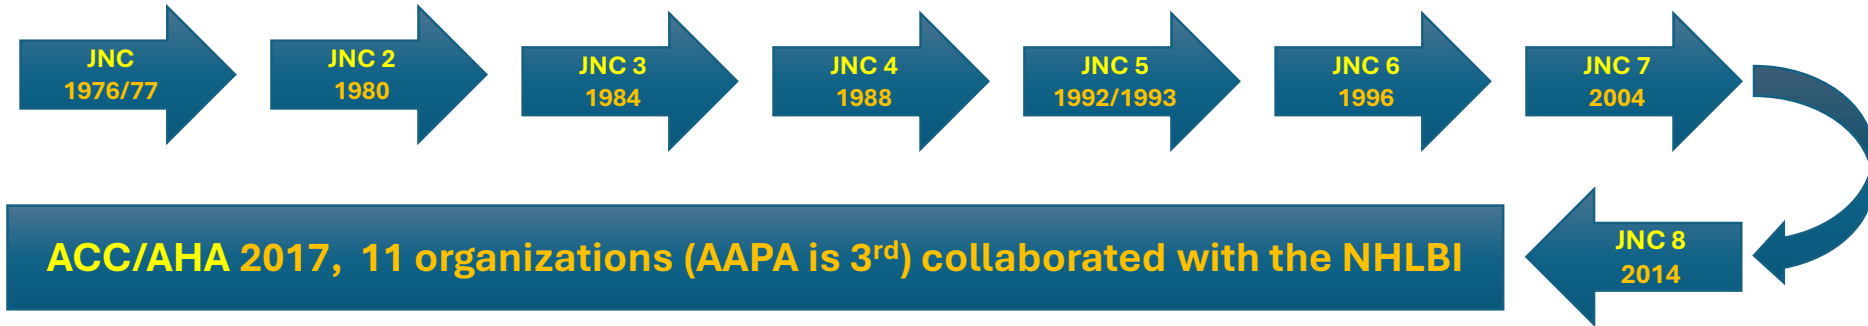 JNC
1976/77
JNC 2
1980
JNC 3
1984
JNC 4
1988
JNC 5
1992/1993
JNC 6
1996
JNC 7
2004
JNC 8
2014
ACC/AHA 2017, 11 organizations (AAPA is 3rd) collaborated with the NHLBI